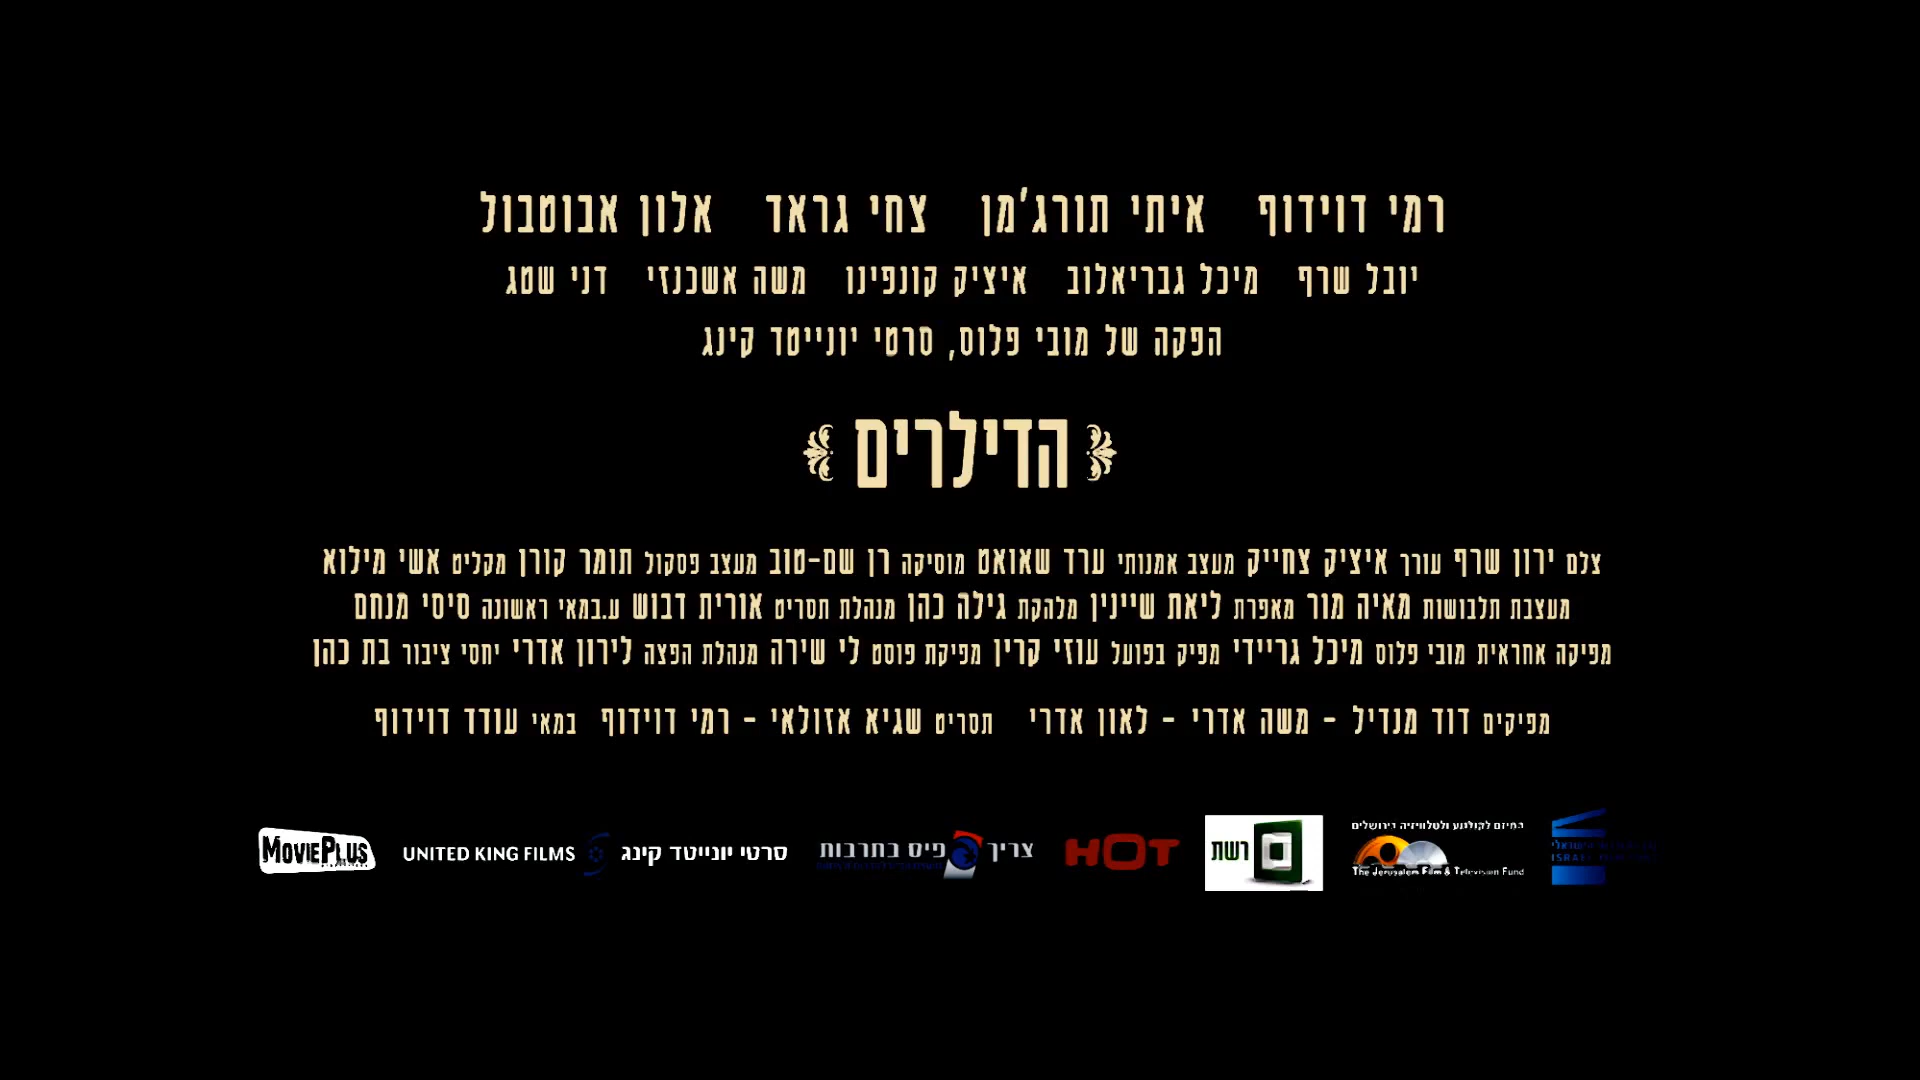 רמי דוידוף איתי תורג'מן צחי גראד אלון אבוטבול
יובל שרף מיכל גבריאלוב איציק קונפינו משה אשכנזי דני שטג
הפקה של מובי פלוס, סרטי יונייטד קינג
הדילרים
צלם ירון שרף עורך איציק צחייק מעצב אמנותי ערד שאואט מוסיקה רן שם-טוב מעצב פסקול תומר קורן מקליט אשי מילוא
מעצבת תלבושות מאיה מור מאפרת ליאת שיינין מלהקת גילה כהן מנהלת תסריט אורית דבוש ע.במאי ראשונה סיסי מנחם
מפיקה אחראית מובי פלוס מיכל גריידי מפיק בפועל עוזי קרין מפיקת פוסט לי שירה מנהלת הפצה לירון אדרי יחסי ציבור בת כהן
מפיקים דוד מנדיל - משה אדרי - לאון אדרי תסריט שגיא אזולאי - רמי דוידוף במאי עודד דוידוף
המיזם לקולנוע ולטלוויזיה בירושלים
The Jerusalem Film & Television Fund
רשת
HOT
צריך פיס בתרבות
סרטי יונייטד קינג UNITED KING FILMS
MOVIEPLUS